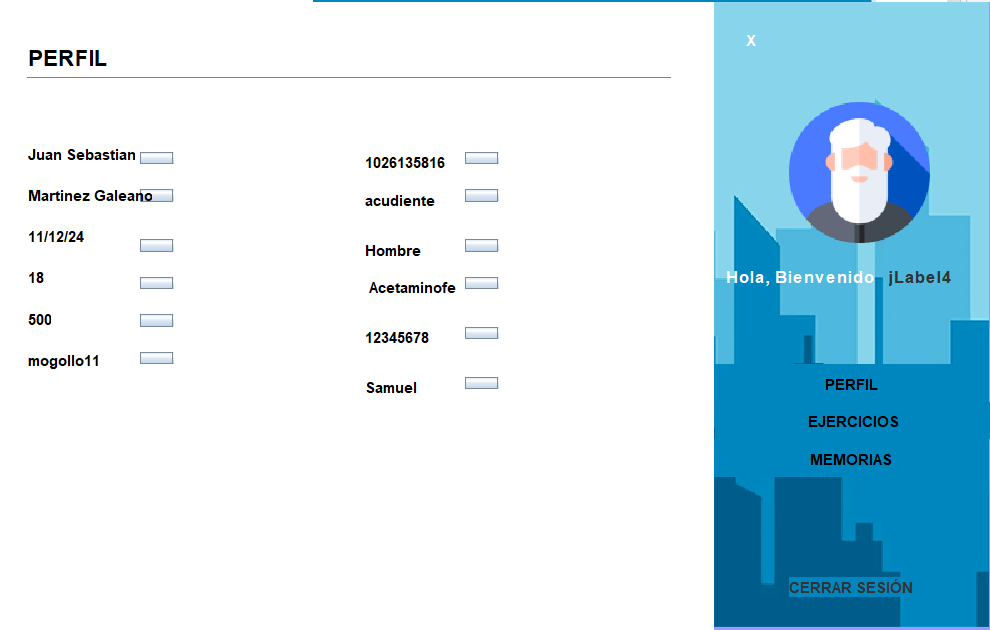 X
PERFIL
Juan Sebastian
1026135816
Martinez Galeano
acudiente
11/12/24
Hombre
18
Acetaminofe
500
12345678
mogollo11
Samuel
Hola, Bienvenido jLabel4
PERFIL
EJERCICIOS
MEMORIAS
CERRAR SESIÓN